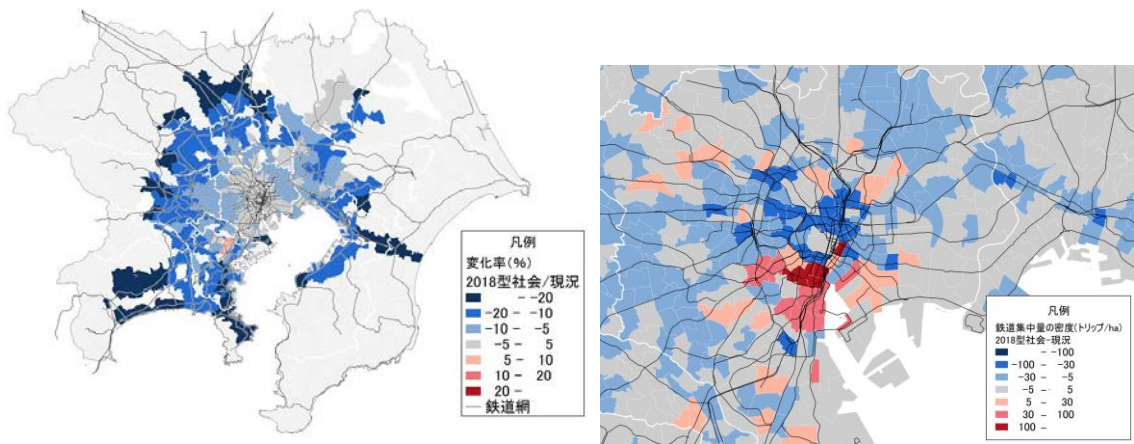 凡例
変化率(%)
2018型社会/現況
- -20
-20 - -10
-10 - -5
-5 - 5
5 - 10
10 - 20
20 -
鉄道網
凡例
鉄道集中量の密度(トリップ/ha)
2018型社会-現況
- -100
-100 - -30
-30 - -5
-5 - 5
5 - 30
30 - 100
100 -